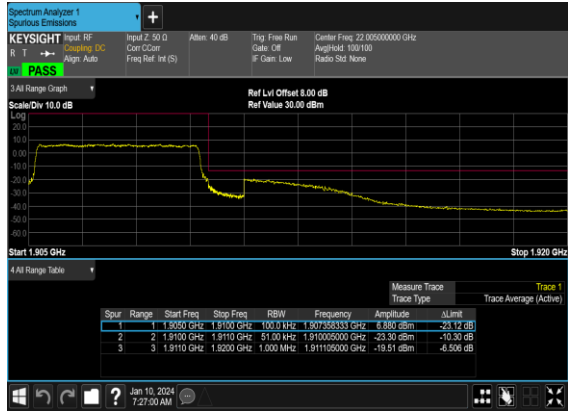 Spectrum Analyzer 1
Spurious Emissions
KEYSIGHT Input: RF Input Z: 50 Ω Atten: 40 dB Trig: Free Run Center Freq: 22.005000000 GHz
R T Coupling: DC Corr CCorr Gate: Off Avg|Hold: 100/100
Align: Auto Freq Ref: Int (S) IF Gain: Low Radio Std: None
PASS
3 All Range Graph
Ref Lvl Offset 8.00 dB
Scale/Div 10.0 dB Ref Value 30.00 dBm
Log
20.0
10.0
0.00
-10.0
-20.0
-30.0
-40.0
-50.0
-60.0
Start 1.905 GHz Stop 1.920 GHz
4 All Range Table
Measure Trace Trace 1
Trace Type Trace Average (Active)
Spur Range Start Freq Stop Freq RBW Frequency Amplitude ΔLimit
1 1 1.9050 GHz 1.9100 GHz 100.0 kHz 1.907358333 GHz 6.880 dBm -23.12 dB
2 2 1.9100 GHz 1.9110 GHz 51.00 kHz 1.910005000 GHz -23.30 dBm -10.30 dB
3 3 1.9110 GHz 1.9200 GHz 1.000 MHz 1.911105000 GHz -19.51 dBm -6.506 dB
Jan 10, 2024
7:27:00 AM